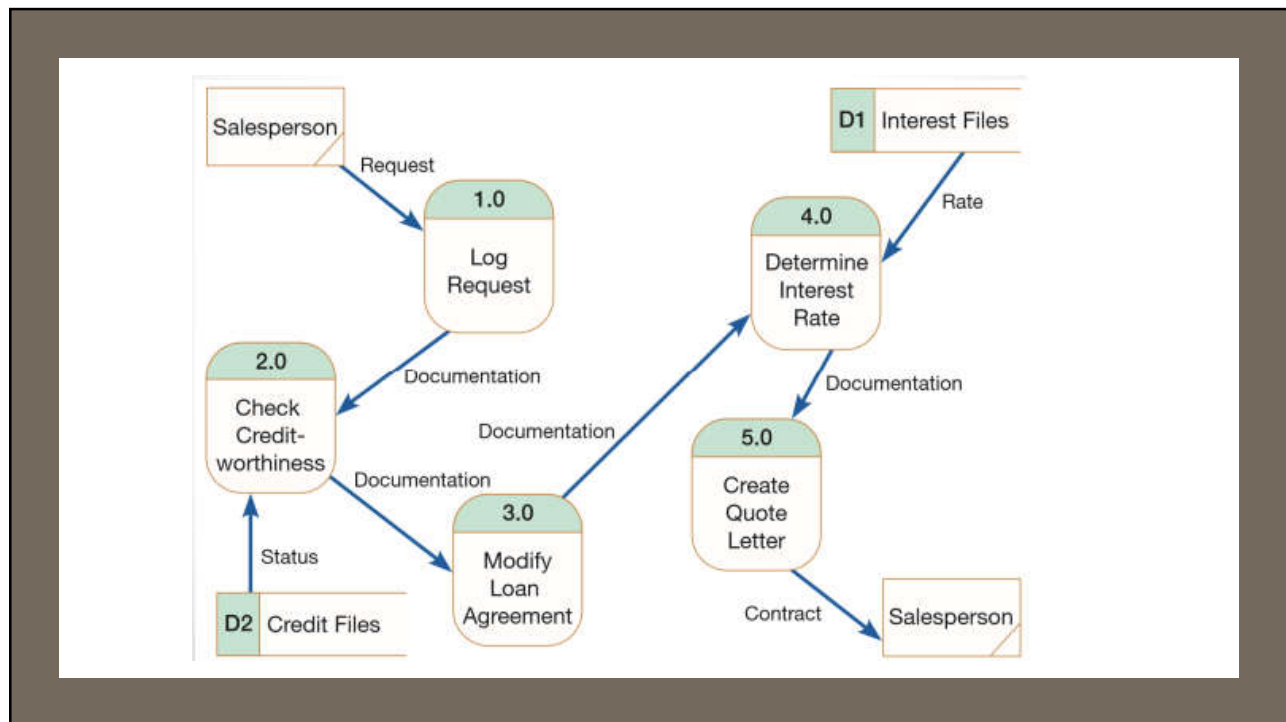 Salesperson
Request
1.0
Log
Request
Documentation
2.0
Check
Credit-
worthiness
Status
D2 Credit Files
Documentation
3.0
Modify
Loan
Agreement
Documentation
D1 Interest Files
Rate
4.0
Determine
Interest
Rate
Documentation
5.0
Create
Quote
Letter
Contract
Salesperson